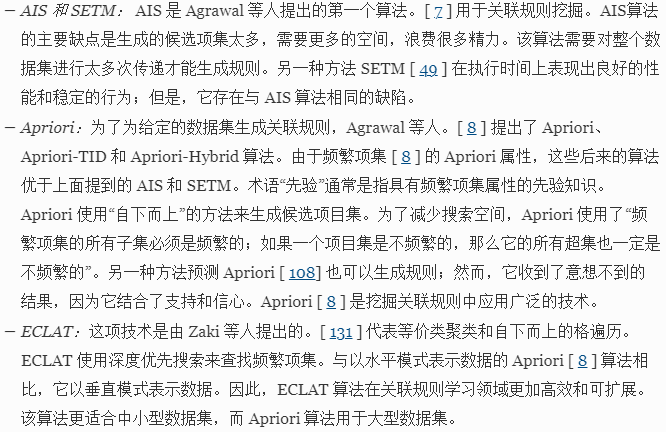 – AIS 和 SETM： AIS 是 Agrawal 等人提出的第一个算法。[ 7 ] 用于关联规则挖掘。AIS算法
的主要缺点是生成的候选项集太多，需要更多的空间，浪费很多精力。该算法需要对整个数
据集进行太多次传递才能生成规则。另一种方法 SETM [ 49 ] 在执行时间上表现出良好的性
能和稳定的行为；但是，它存在与 AIS 算法相同的缺陷。
– Apriori：为了为给定的数据集生成关联规则，Agrawal 等人。[ 8 ] 提出了 Apriori、
Apriori-TID 和 Apriori-Hybrid 算法。由于频繁项集 [ 8 ] 的 Apriori 属性，这些后来的算法
优于上面提到的 AIS 和 SETM。术语“先验”通常是指具有频繁项集属性的先验知识。
Apriori 使用“自下而上”的方法来生成候选项目集。为了减少搜索空间，Apriori 使用了“频
繁项集的所有子集必须是频繁的；如果一个项目集是不频繁的，那么它的所有超集也一定是
不频繁的”。另一种方法预测 Apriori [ 108] 也可以生成规则；然而，它收到了意想不到的
结果，因为它结合了支持和信心。Apriori [ 8 ] 是挖掘关联规则中应用广泛的技术。
– ECLAT：这项技术是由 Zaki 等人提出的。[ 131 ] 代表等价类聚类和自下而上的格遍历。
ECLAT 使用深度优先搜索来查找频繁项集。与以水平模式表示数据的 Apriori [ 8 ] 算法相
比，它以垂直模式表示数据。因此，ECLAT 算法在关联规则学习领域更加高效和可扩展。
该算法更适合中小型数据集，而 Apriori 算法用于大型数据集。